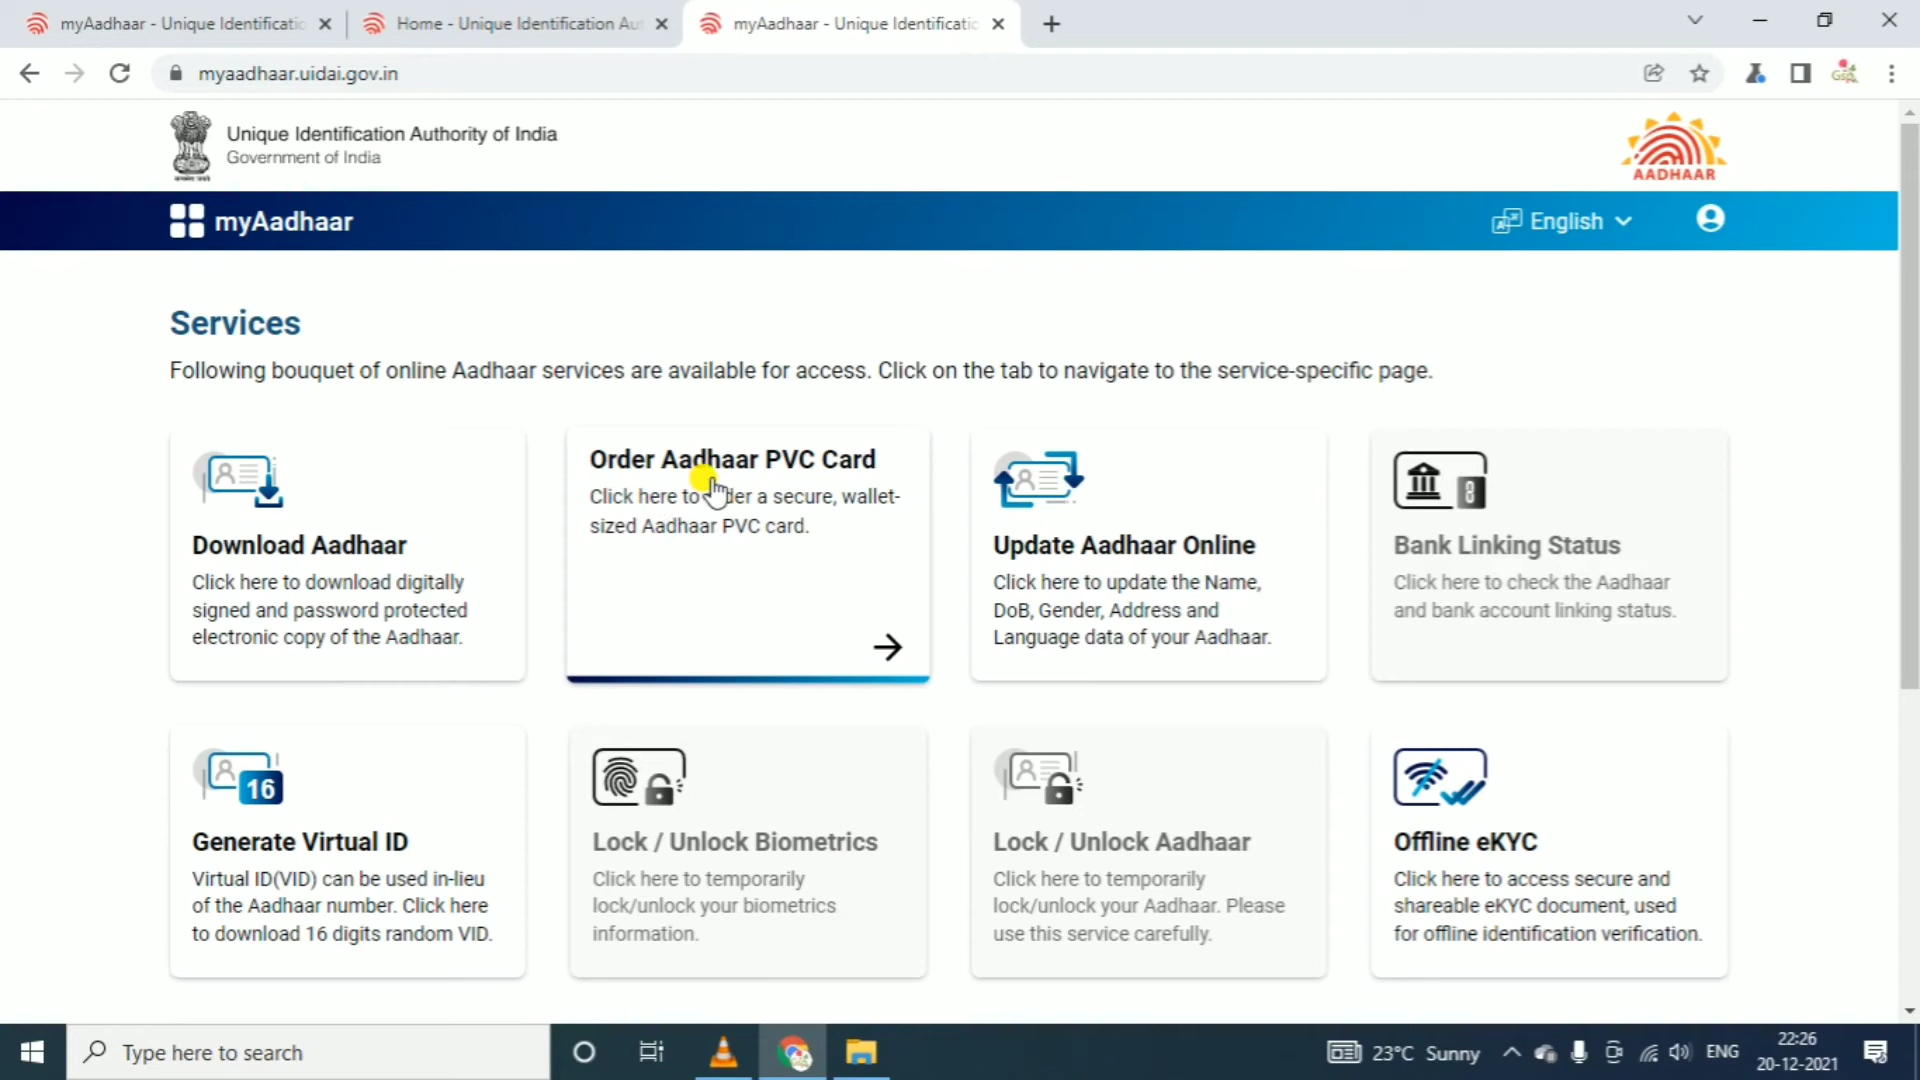 myAadhaar - Unique Identificatio
Home - Unique Identification Aut
myAadhaar - Unique Identificatio
myaadhaar.uidai.gov.in
Unique Identification Authority of India
Government of India
AADHAAR
myAadhaar
English
Services
Following bouquet of online Aadhaar services are available for access. Click on the tab to navigate to the service-specific page.
Download Aadhaar
Click here to download digitally
signed and password protected
electronic copy of the Aadhaar.
Order Aadhaar PVC Card
Click here to order a secure, wallet-
sized Aadhaar PVC card.
Update Aadhaar Online
Click here to update the Name,
DoB, Gender, Address and
Language data of your Aadhaar.
Bank Linking Status
Click here to check the Aadhaar
and bank account linking status.
16
Generate Virtual ID
Virtual ID(VID) can be used in-lieu
of the Aadhaar number. Click here
to download 16 digits random VID.
Lock / Unlock Biometrics
Click here to temporarily
lock/unlock your biometrics
information.
Lock / Unlock Aadhaar
Click here to temporarily
lock/unlock your Aadhaar. Please
use this service carefully.
Offline eKYC
Click here to access secure and
shareable eKYC document, used
for offline identification verification.
Type here to search
23°C Sunny
ENG
22:26
20-12-2021